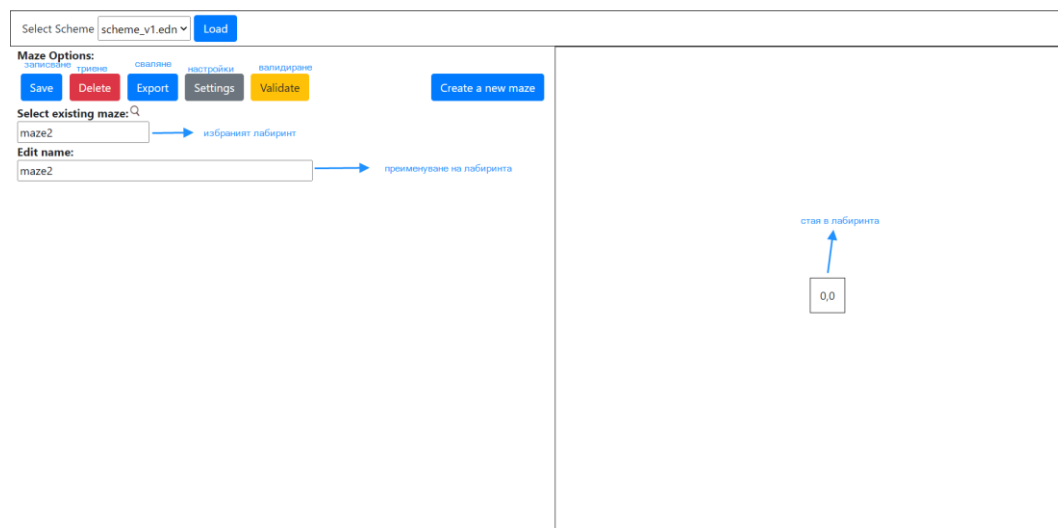 Select Scheme scheme_v1.edn Load
Maze Options:
записване триене сваляне настройки валидиране
Save Delete Export Settings Validate Create a new maze
Select existing maze:
maze2 избраният лабиринт
Edit name:
maze2 преименуване на лабиринта
стая в лабиринта
0,0